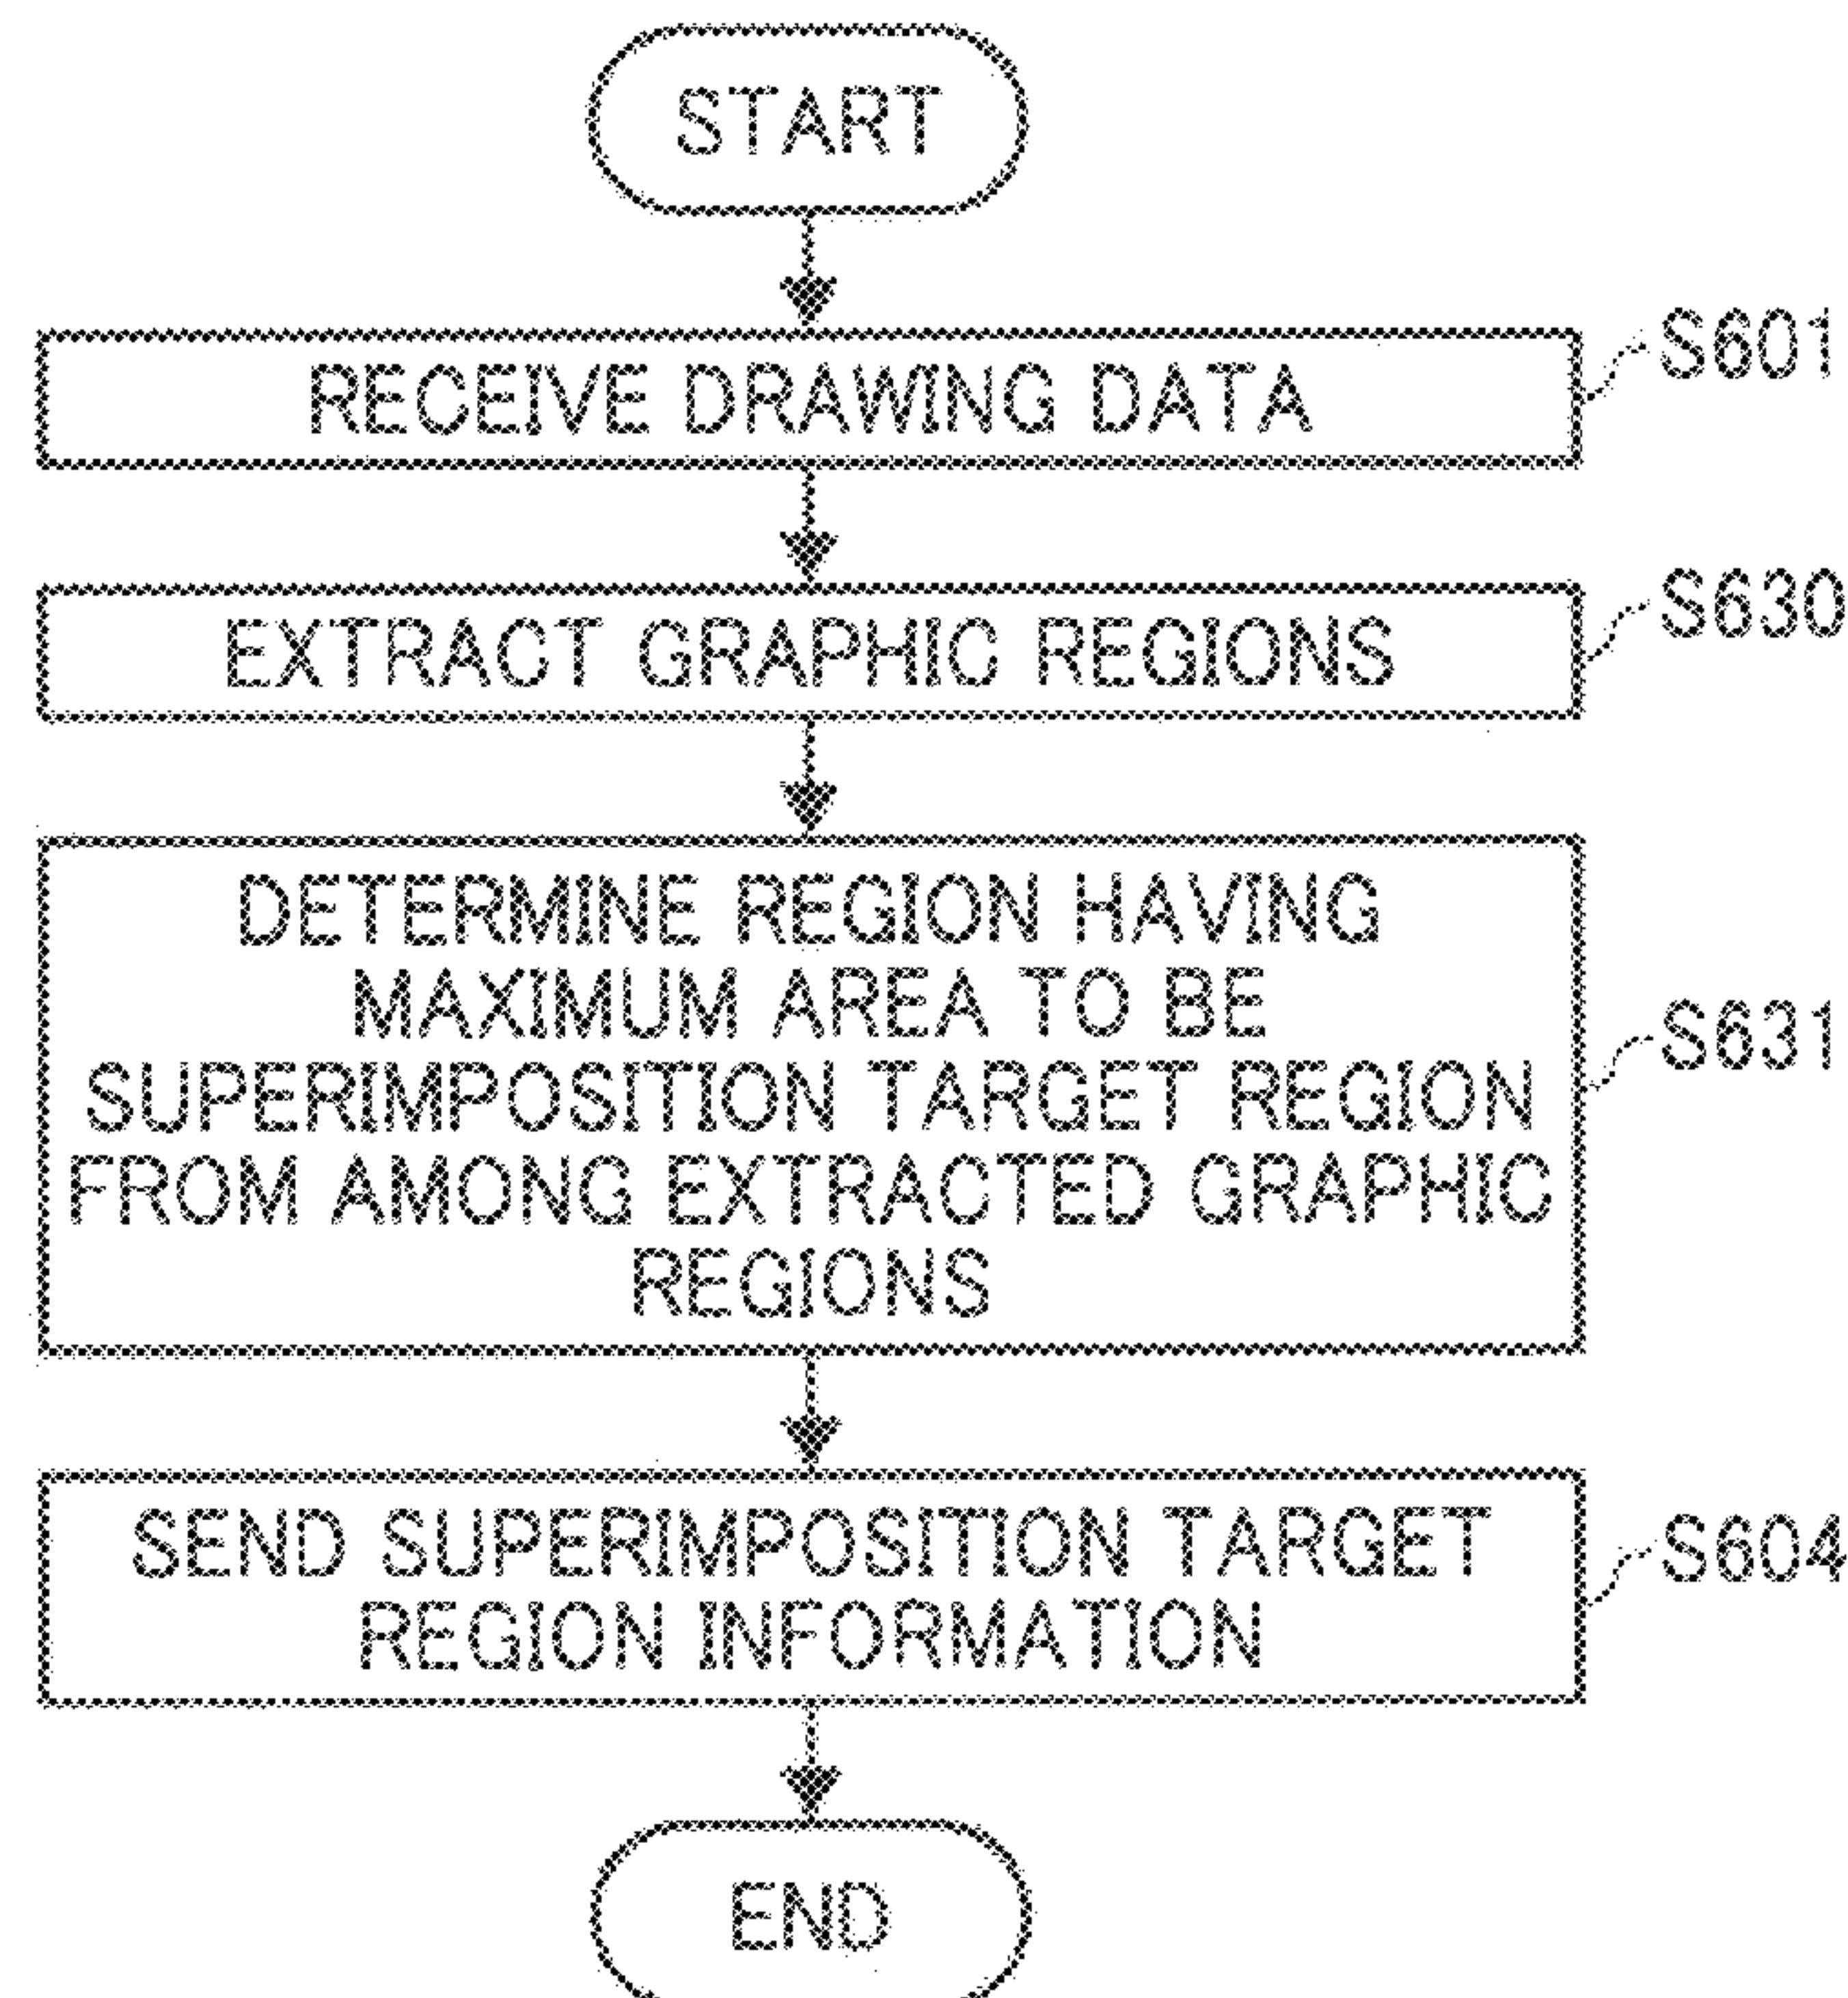 START
RECEIVE DRAWING DATA
S601
EXTRACT GRAPHIC REGIONS
S630
DETERMINE REGION HAVING
MAXIMUM AREA TO BE
SUPERIMPOSITION TARGET REGION
FROM AMONG EXTRACTED GRAPHIC
REGIONS
S631
SEND SUPERIMPOSITION TARGET
REGION INFORMATION
S604
END